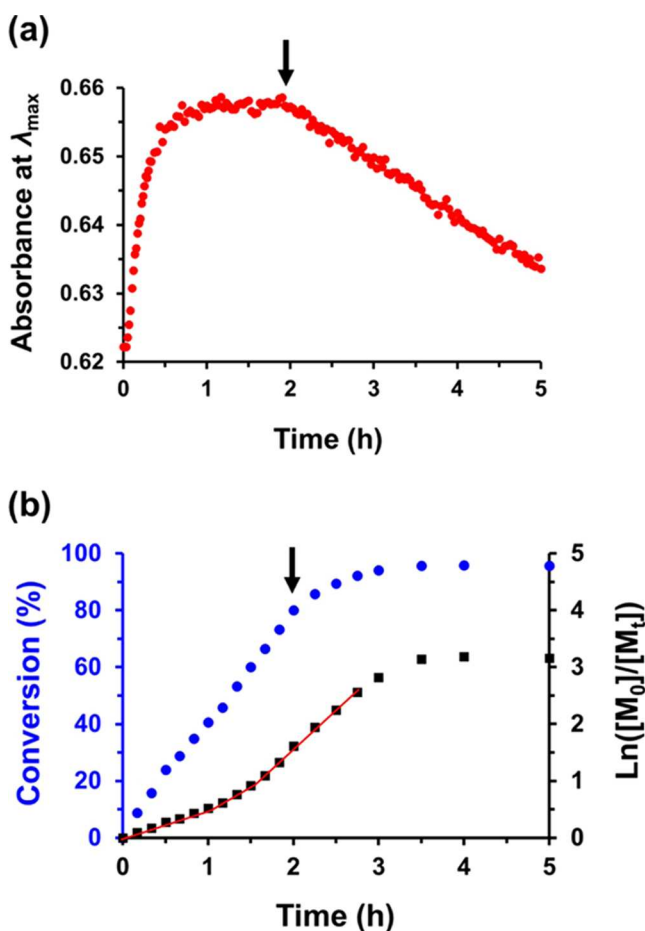 (a)
Absorbance at λmax
0.66
0.65
0.64
0.63
0.62
0 1 2 3 4 5
Time (h)
(b)
Conversion (%)
100
80
60
40
20
0
5
4
3
2
1
0
Ln([M0]/[Mt])
0 1 2 3 4 5
Time (h)